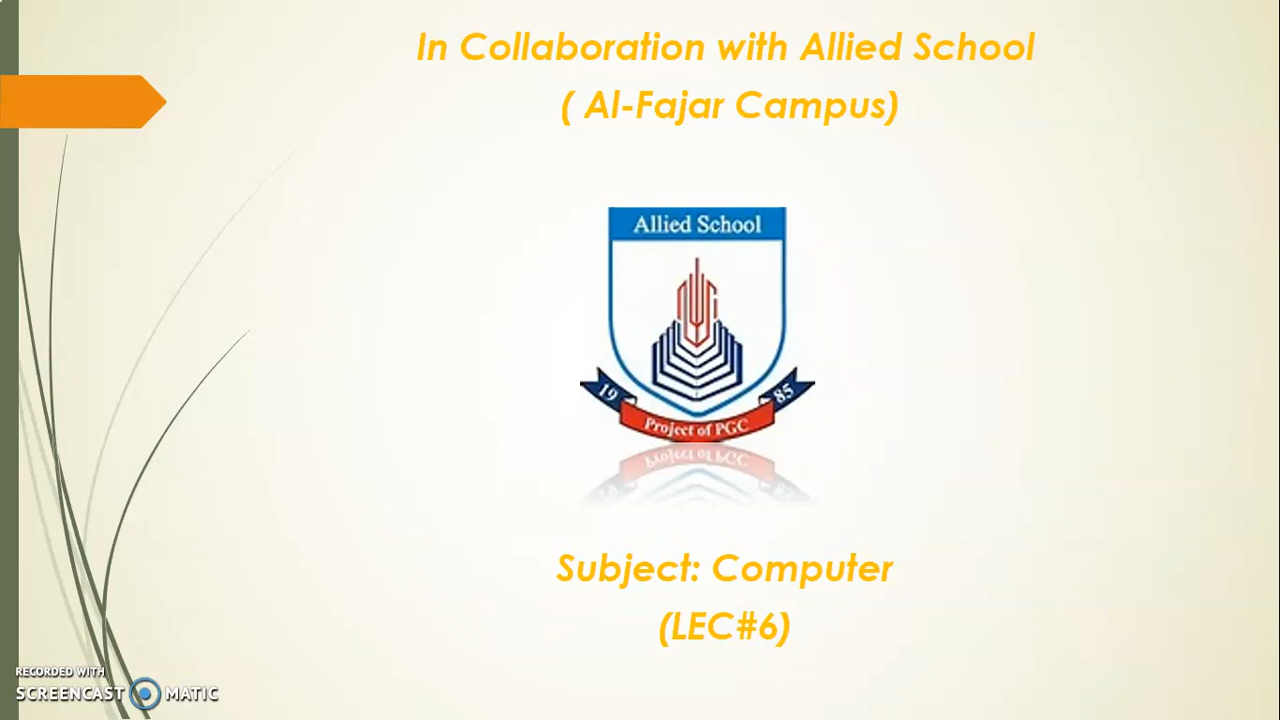 In Collaboration with Allied School
( Al-Fajar Campus)
Allied School
19
85
Project of PGC
Subject: Computer
(LEC#6)
RECORDED WITH
SCREENCAST MATIC